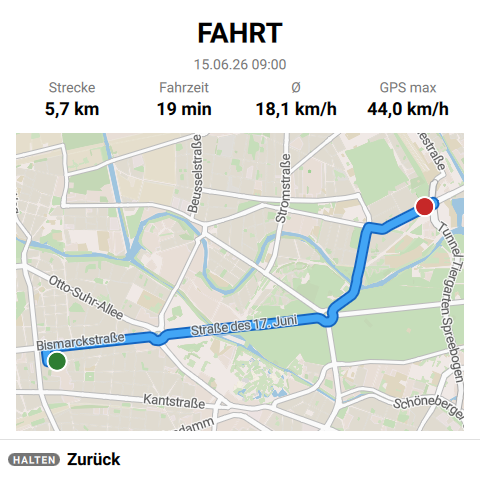 FAHRT
15.06.26 09:00
Strecke
5,7 km
Fahrzeit
19 min
Ø
18,1 km/h
GPS max
44,0 km/h
Beusselstraße
Stromstraße
Tunnel Tiergarten Spreebogen
Otto-Suhr-Allee
Bismarckstraße
Straße des 17. Juni
Kantstraße
HALTEN Zurück